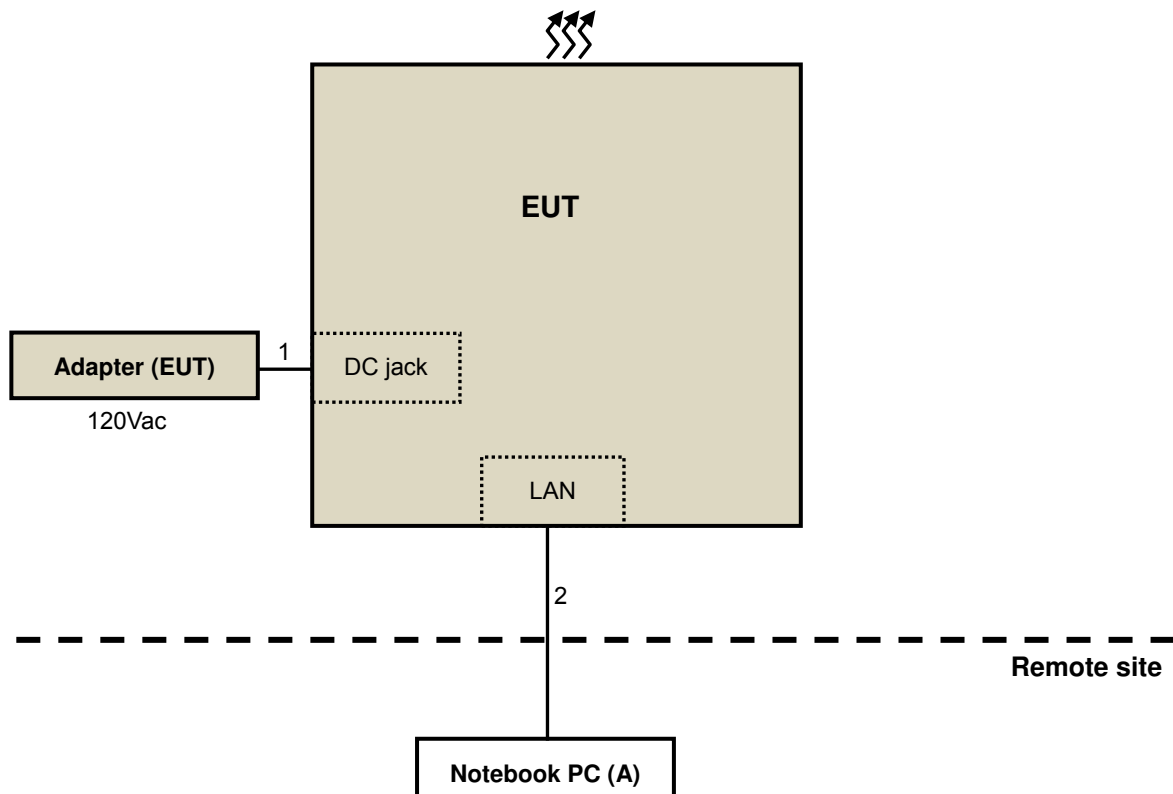 EUT
1
Adapter (EUT)
DC jack
120Vac
LAN
2
Remote site
Notebook PC (A)